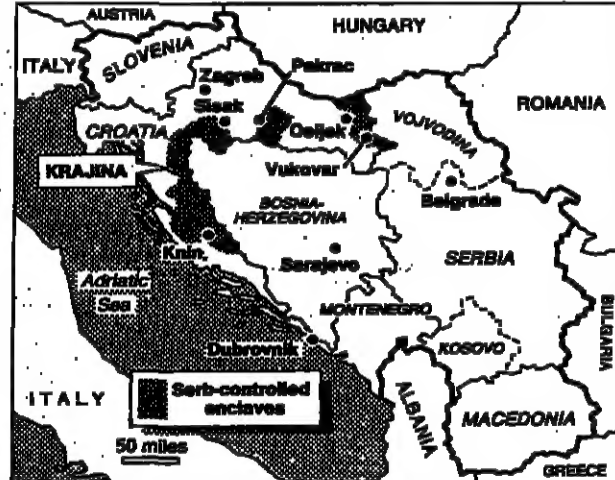 AUSTRIA
HUNGARY
SLOVENIA
ITALY
Zagreb
Pakrac
ROMANIA
Sisak
CROATIA
Osijek
VOJVODINA
KRAJINA
Vukovar
BOSNIA-
HERZEGOVINA
Belgrade
Knin
Sarajevo
SERBIA
Adriatic
Sea
MONTENEGRO
BULGARIA
Dubrovnik
KOSOVO
ITALY
Serb-controlled
enclaves
ALBANIA
MACEDONIA
50 miles
GREECE